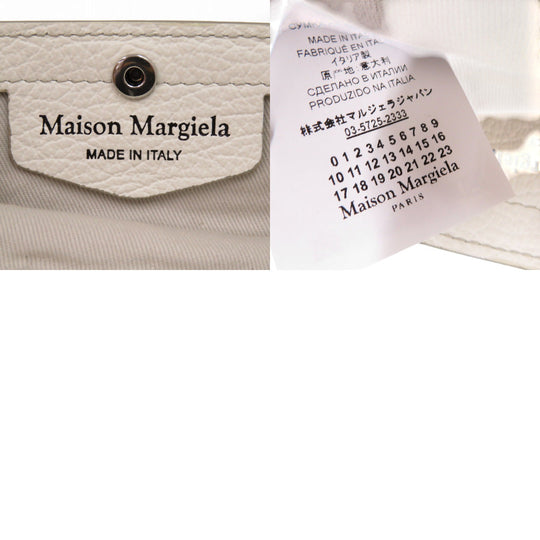 Maison Margiela
MADE IN ITALY
MADE IN ITALY
FABRIQUÉ EN ITALIE
イタリア製
原产地:意大利
СДЕЛАНО В ИТАЛИИ
PRODUZIDO NA ITALIA
株式会社マルジェラジャパン
03-5725-2333
0 1 2 3 4 5 6 7 8 9
10 11 12 13 14 15 16
17 18 19 20 21 22 23
Maison Margiela
PARIS